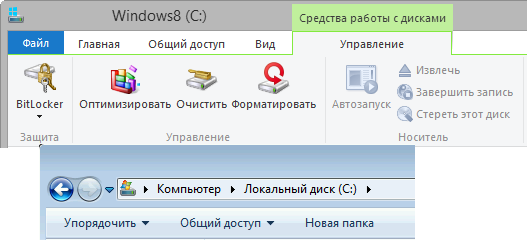 Windows8 (C:) Средства работы с дисками
Файл Главная Общий доступ Вид Управление
BitLocker Оптимизировать Очистить Форматировать Автозапуск Извлечь
Завершить запись
Стереть этот диск
Защита Управление Носитель
Компьютер Локальный диск (C:)
Упорядочить Общий доступ Новая папка